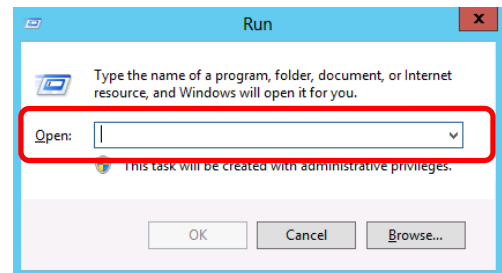 Run
x
Type the name of a program, folder, document, or Internet
resource, and Windows will open it for you.
Open:
This task will be created with administrative privileges.
OK Cancel Browse...